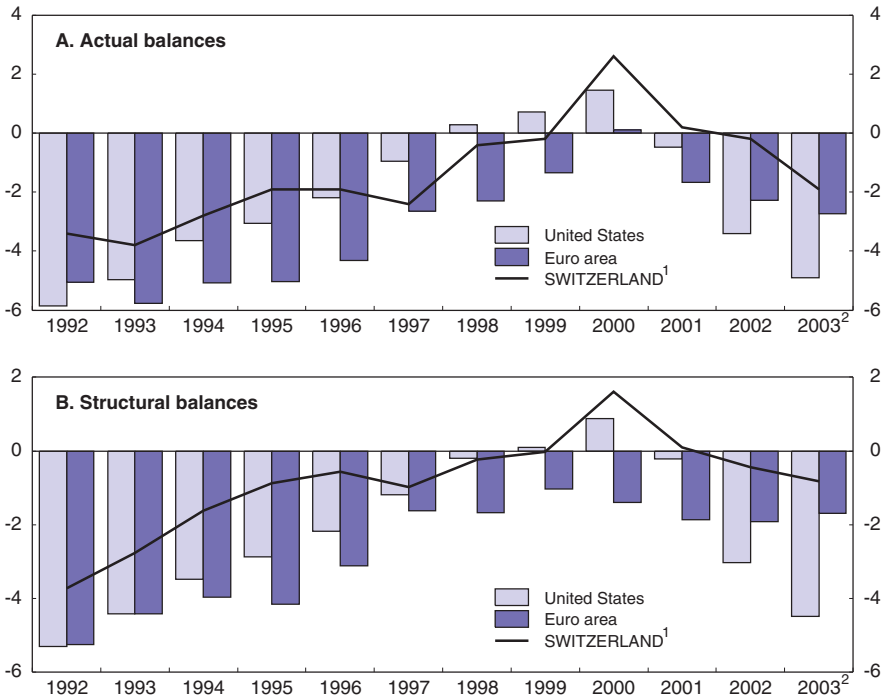 4 4
A. Actual balances
2 2
0 0
-2 -2
United States
-4 Euro area -4
SWITZERLAND1
-6 -6
1992 1993 1994 1995 1996 1997 1998 1999 2000 2001 2002 20032
2 2
B. Structural balances
0 0
-2 -2
-4 United States -4
Euro area
SWITZERLAND1
-6 -6
1992 1993 1994 1995 1996 1997 1998 1999 2000 2001 2002 20032